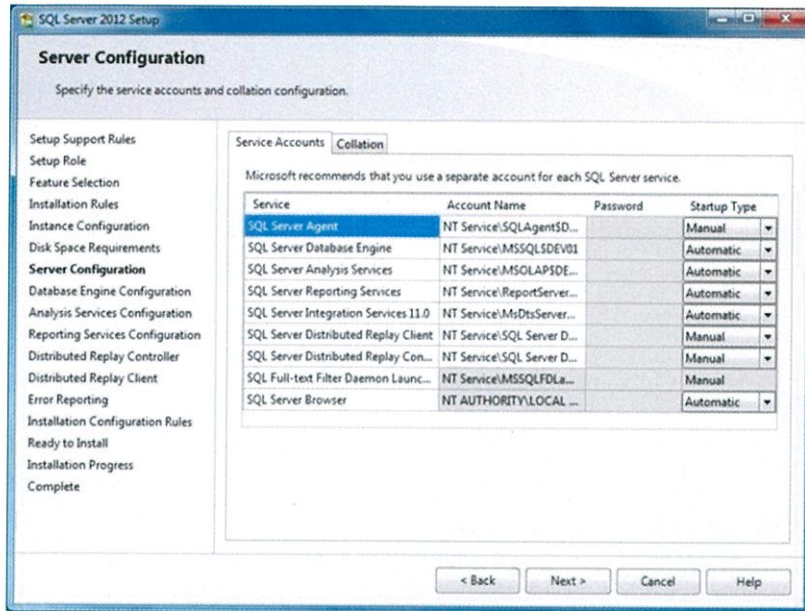 SQL Server 2012 Setup
Server Configuration
Specify the service accounts and collation configuration.
Setup Support Rules
Setup Role
Feature Selection
Installation Rules
Instance Configuration
Disk Space Requirements
Server Configuration
Database Engine Configuration
Analysis Services Configuration
Reporting Services Configuration
Distributed Replay Controller
Distributed Replay Client
Error Reporting
Installation Configuration Rules
Ready to Install
Installation Progress
Complete
Service Accounts Collation
Microsoft recommends that you use a separate account for each SQL Server service.
Service Account Name Password Startup Type
SQL Server Agent NT Service\SQLAgent$D... Manual
SQL Server Database Engine NT Service\MSSQL$DEV01 Automatic
SQL Server Analysis Services NT Service\MSOLAP$DE... Automatic
SQL Server Reporting Services NT Service\ReportServer... Automatic
SQL Server Integration Services 11.0 NT Service\MsDtsServer... Automatic
SQL Server Distributed Replay Client NT Service\SQL Server D... Manual
SQL Server Distributed Replay Con... NT Service\SQL Server D... Manual
SQL Full-text Filter Daemon Launc... NT Service\MSSQLFDLa... Manual
SQL Server Browser NT AUTHORITY\LOCAL ... Automatic
< Back Next > Cancel Help